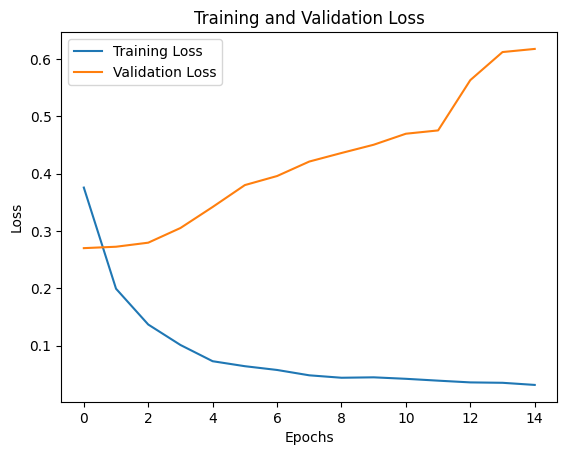 Training and Validation Loss
Training Loss
Validation Loss
Loss
0.6
0.5
0.4
0.3
0.2
0.1
0 2 4 6 8 10 12 14
Epochs